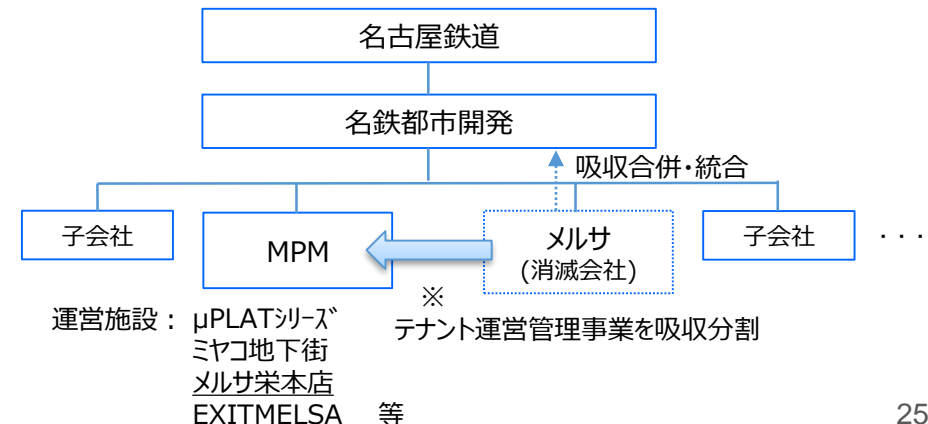 名古屋鉄道
名鉄都市開発
吸収合併・統合
子会社
MPM
メルサ
(消滅会社)
子会社
・・・
※
テナント運営管理事業を吸収分割
運営施設： μPLATｼﾘｰｽﾞ
ミヤコ地下街
メルサ栄本店
EXITMELSA 等
25